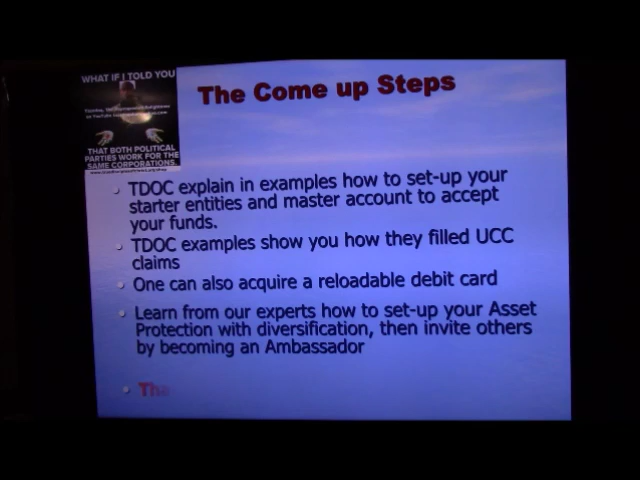 WHAT IF I TOLD YOU
The Come up Steps
THAT BOTH POLITICAL
PARTIES WORK FOR THE
SAME CORPORATIONS.
TDOC explain in examples how to set-up your
starter entities and master account to accept
your funds.
TDOC examples show you how they filled UCC
claims
One can also acquire a reloadable debit card
Learn from our experts how to set-up your Asset
Protection with diversification, then invite others
by becoming an Ambassador
Tha